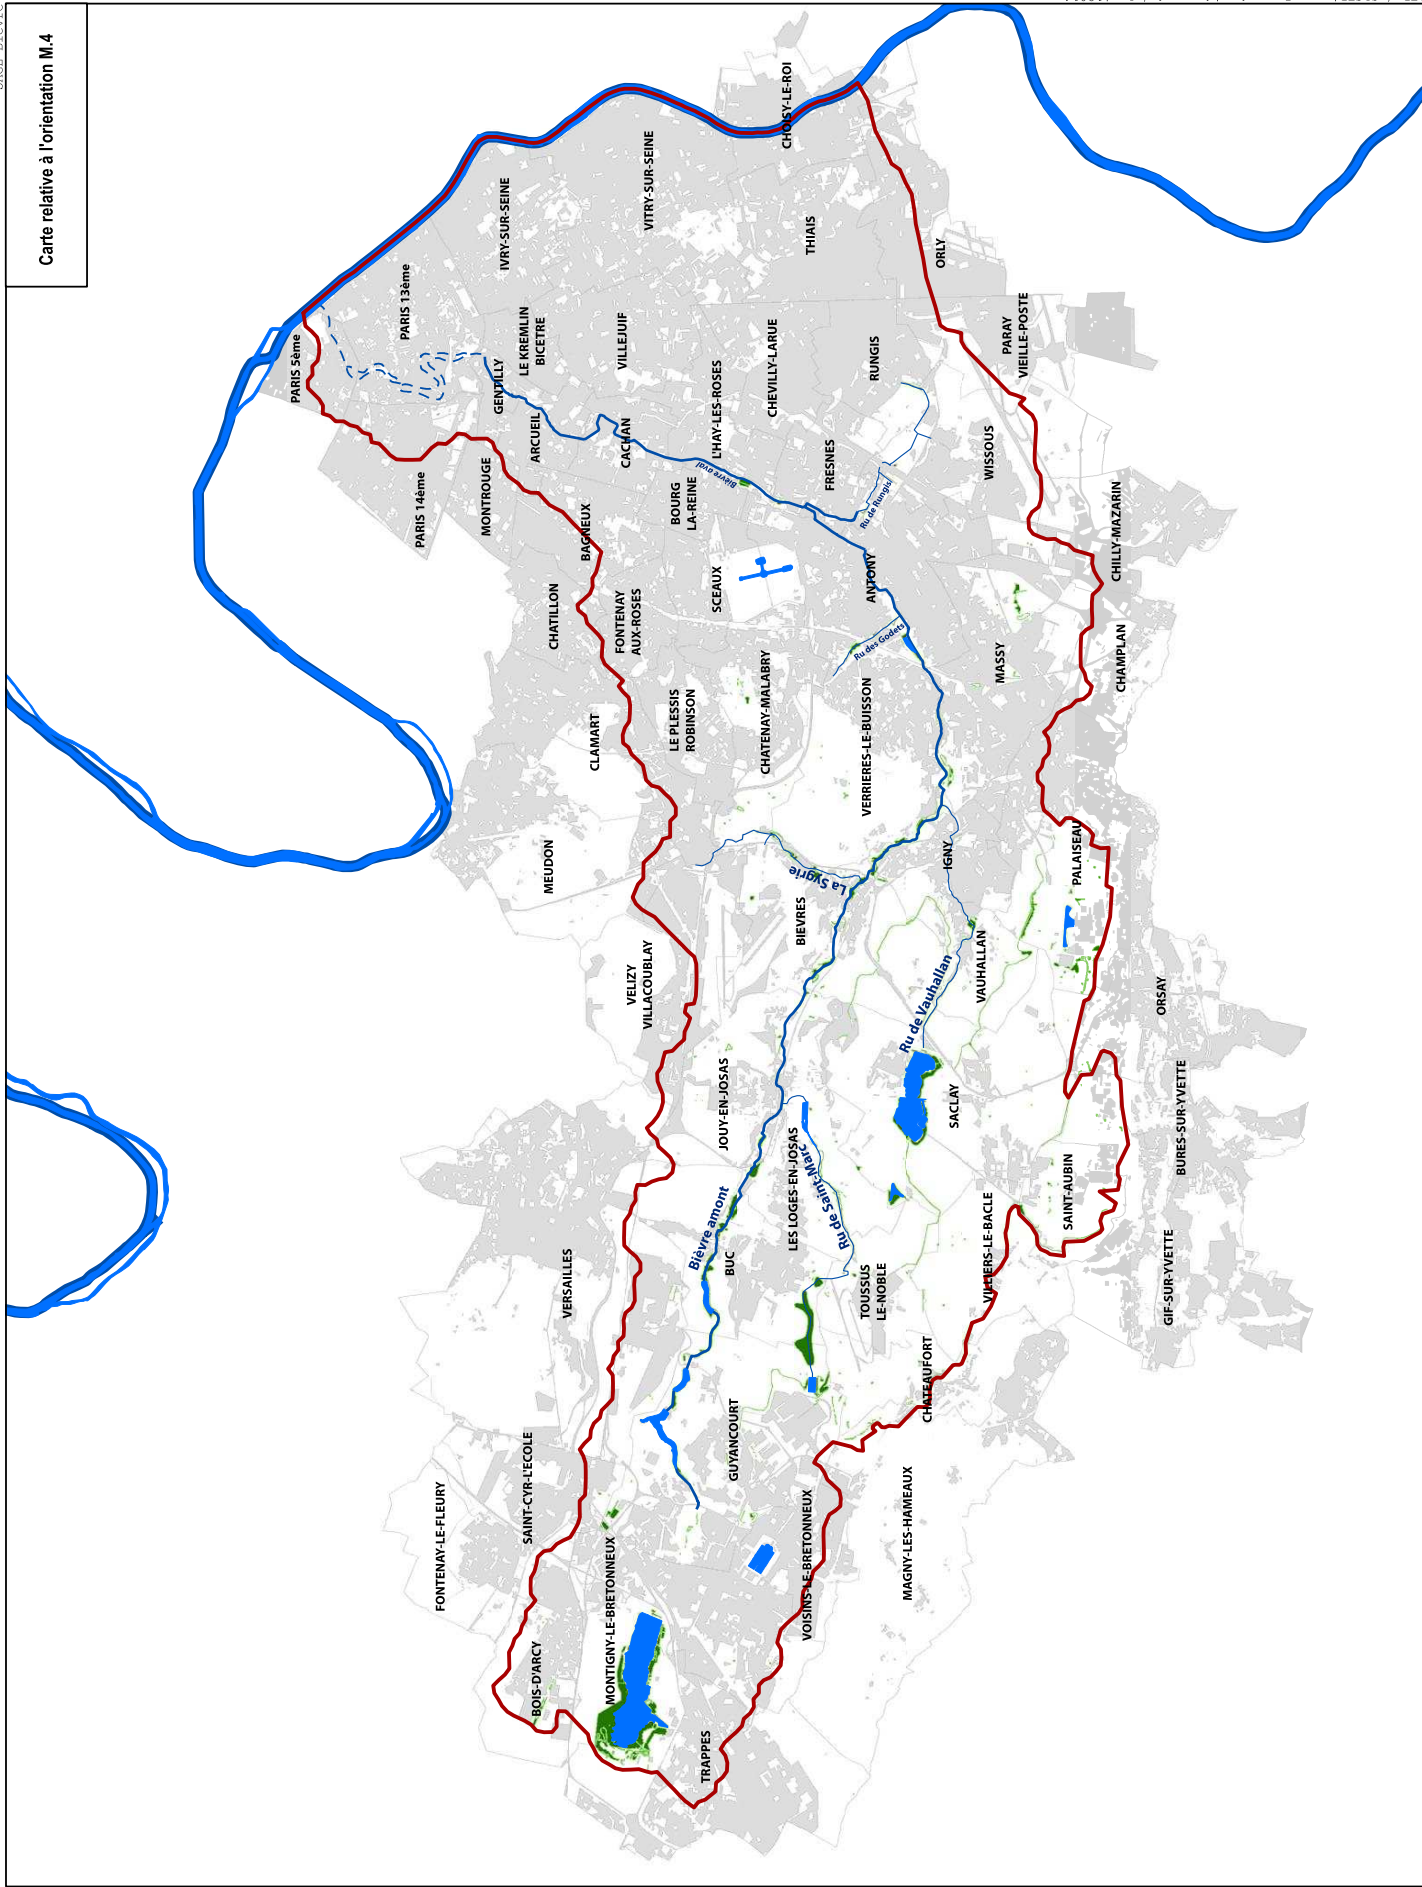 Carte relative à l'orientation M.4
CHOISY-LE-ROI
VITRY-SUR-SEINE
IVRY-SUR-SEINE
THIAIS
ORLY
PARIS 13ème
PARIS 5ème
LE KREMLIN
BICETRE
VILLEJUIF
GENTILLY
ARCUEIL
CACHAN
L'HAY-LES-ROSES
CHEVILLY-LARUE
RUNGIS
PARAY
VIEILLE-POSTE
FRESNES
WISSOUS
PARIS 14ème
MONTROUGE
BAGNEUX
BOURG
LA-REINE
Bièvre aval
Ru de Rungis
CHILLY-MAZARIN
CHATILLON
FONTENAY
AUX-ROSES
SCEAUX
ANTONY
Ru des Godets
MASSY
CHAMPLAN
CLAMART
LE PLESSIS
ROBINSON
CHATENAY-MALABRY
VERRIERES-LE-BUISSON
MEUDON
La Sygrie
IGNY
PALAISEAU
BIEVRES
VELIZY
VILLACOUBLAY
VAUHALLAN
Ru de Vauhallan
ORSAY
JOUY-EN-JOSAS
SACLAY
BURES-SUR-YVETTE
LES LOGES-EN-JOSAS
Ru de Saint-Marc
SAINT-AUBIN
Bièvre amont
BUC
VILLIERS-LE-BACLE
VERSAILLES
TOUSSUS
LE-NOBLE
GIF-SUR-YVETTE
CHATEAUFORT
GUYANCOURT
SAINT-CYR-L'ECOLE
FONTENAY-LE-FLEURY
VOISINS-LE-BRETONNEUX
MAGNY-LES-HAMEAUX
MONTIGNY-LE-BRETONNEUX
BOIS-D'ARCY
TRAPPES